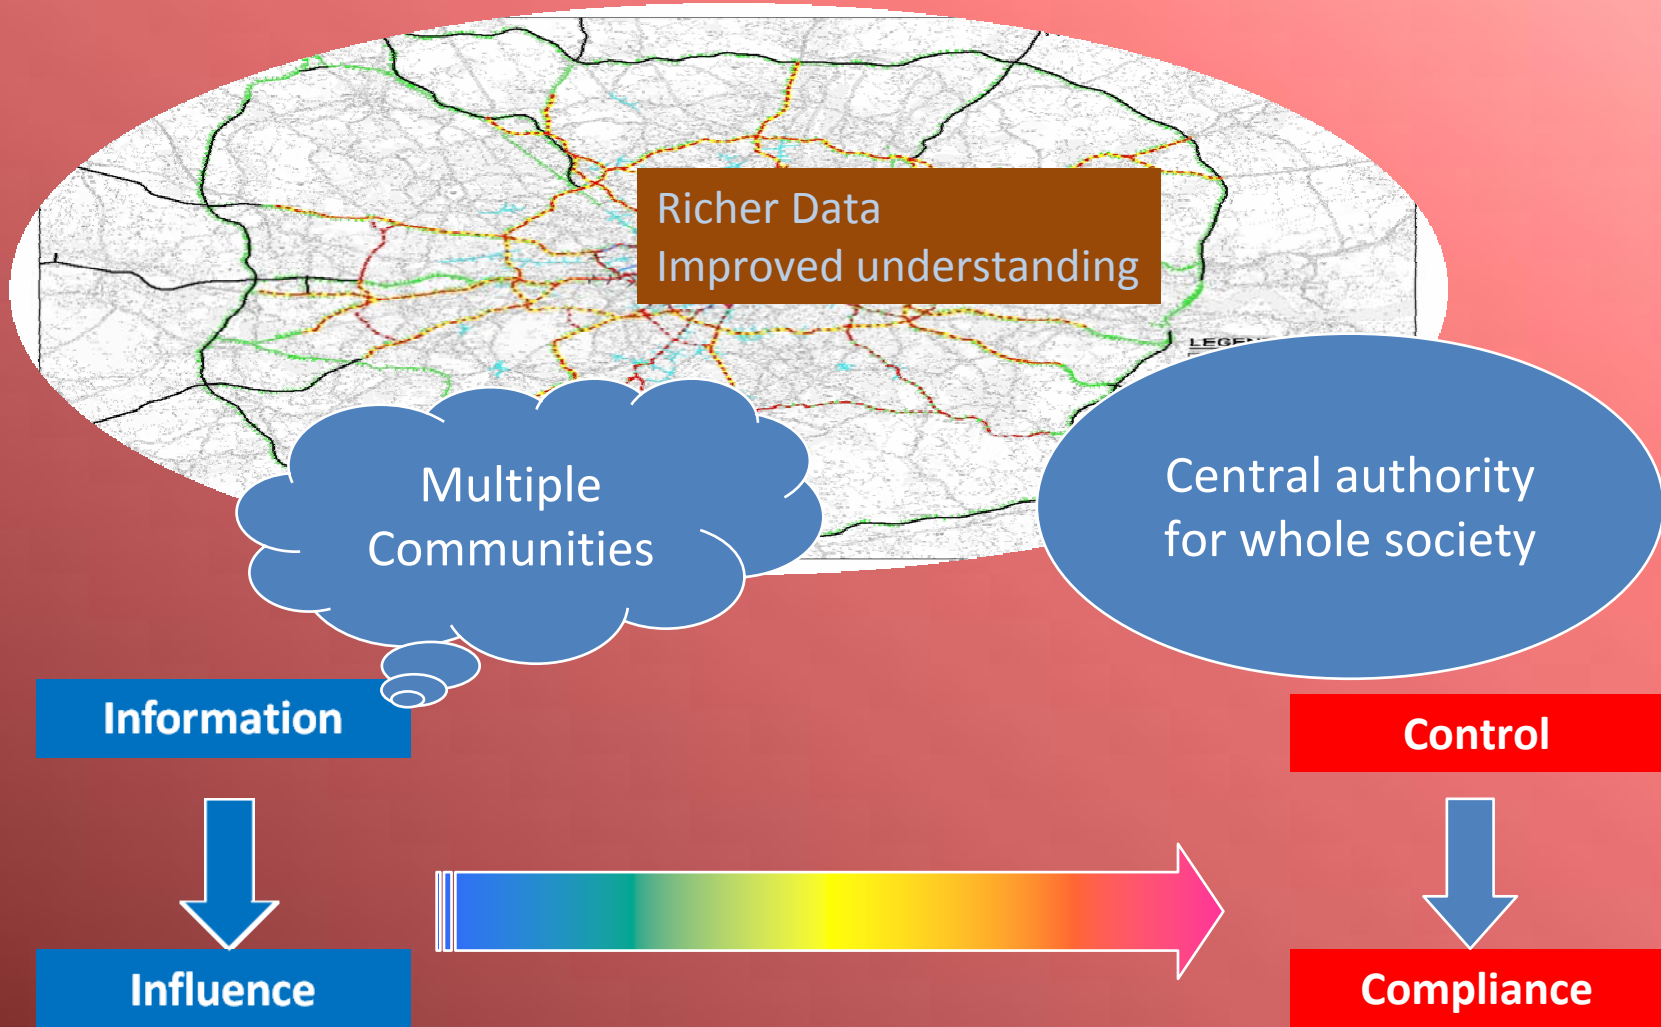 Richer Data
Improved understanding
Multiple
Communities
Central authority
for whole society
Information
Control
Influence
Compliance